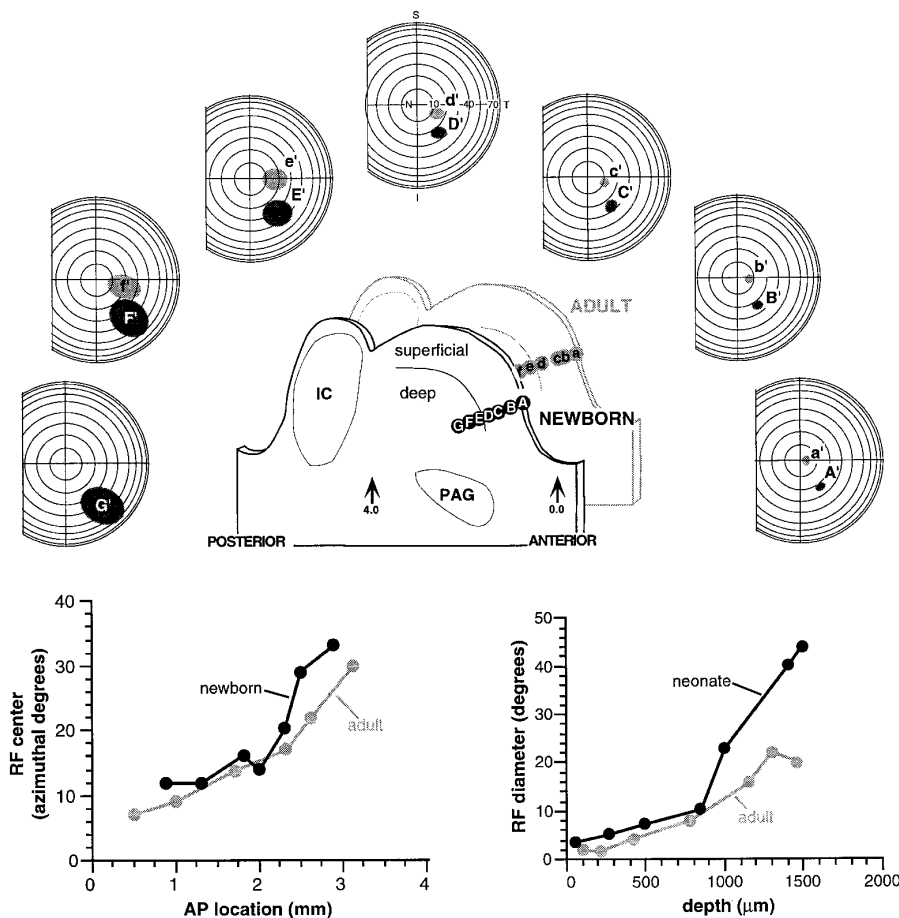 S
N 10 -40 -70 T
I
d'
D'
e'
E'
c'
C'
f'
F'
b'
B'
G'
a'
A'
ADULT
superficial
deep
IC
f e d c b a
G F E D C B A
NEWBORN
PAG
4.0
0.0
POSTERIOR
ANTERIOR
40
30
20
10
0
RF center
(azimuthal degrees)
newborn
adult
0 1 2 3 4
AP location (mm)
50
40
30
20
10
0
RF diameter (degrees)
neonate
adult
0 500 1000 1500 2000
depth (μm)